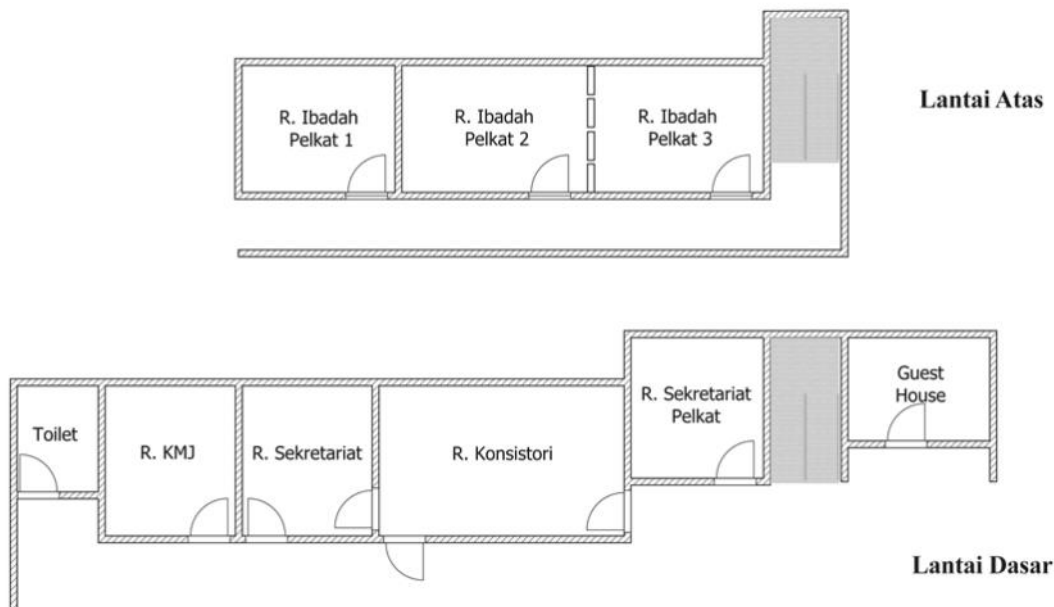 Lantai Atas
R. Ibadah
Pelkat 1
R. Ibadah
Pelkat 2
R. Ibadah
Pelkat 3
Toilet
R. KMJ
R. Sekretariat
R. Konsistori
R. Sekretariat
Pelkat
Guest
House
Lantai Dasar